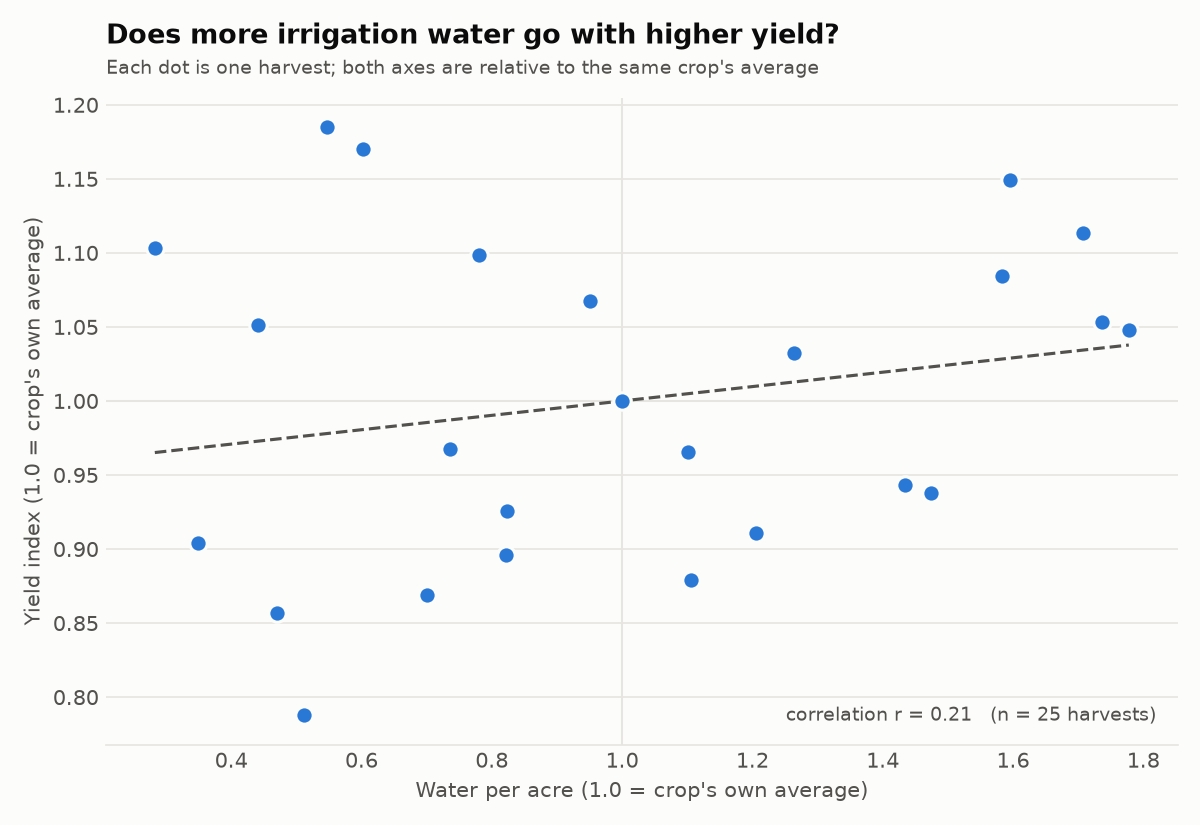 Does more irrigation water go with higher yield?
Each dot is one harvest; both axes are relative to the same crop's average
1.20
1.15
1.10
1.05
1.00
0.95
0.90
0.85
0.80
Yield index (1.0 = crop's own average)
correlation r = 0.21 (n = 25 harvests)
0.4 0.6 0.8 1.0 1.2 1.4 1.6 1.8
Water per acre (1.0 = crop's own average)